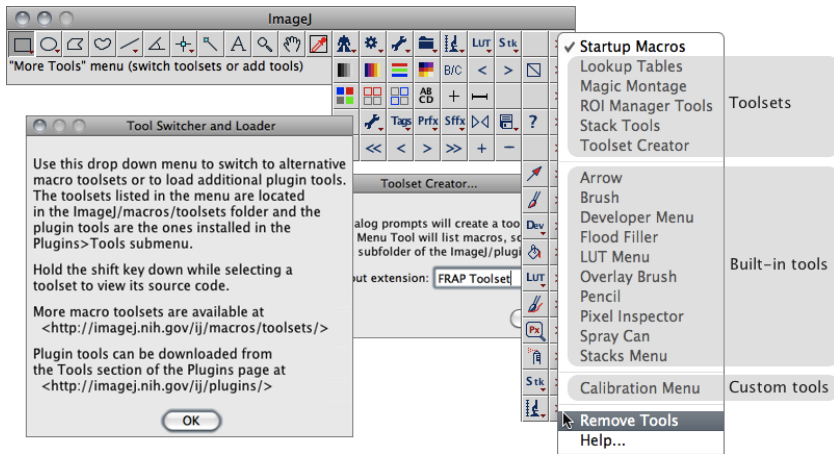 ImageJ
"More Tools" menu (switch toolsets or add tools)
LUT Stk
B/C < >
AB
CD +
Tags Prfx Sffx ?
<< < > >> + −
Tool Switcher and Loader
Use this drop down menu to switch to alternative
macro toolsets or to load additional plugin tools.
The toolsets listed in the menu are located
in the ImageJ/macros/toolsets folder and the
plugin tools are the ones installed in the
Plugins>Tools submenu.
Hold the shift key down while selecting a
toolset to view its source code.
More macro toolsets are available at
<http://imagej.nih.gov/ij/macros/toolsets/>
Plugin tools can be downloaded from
the Tools section of the Plugins page at
<http://imagej.nih.gov/ij/plugins/>
OK
Toolset Creator...
prompts will create a
Menu Tool will list macros,
subfolder of the
extension: FRAP Toolset
Dev
LUT
Px
Stk
✓ Startup Macros
Lookup Tables
Magic Montage
ROI Manager Tools
Stack Tools
Toolset Creator
Toolsets
Arrow
Brush
Developer Menu
Flood Filler
LUT Menu
Overlay Brush
Pencil
Pixel Inspector
Spray Can
Stacks Menu
Built-in tools
Calibration Menu
Custom tools
Remove Tools
Help...